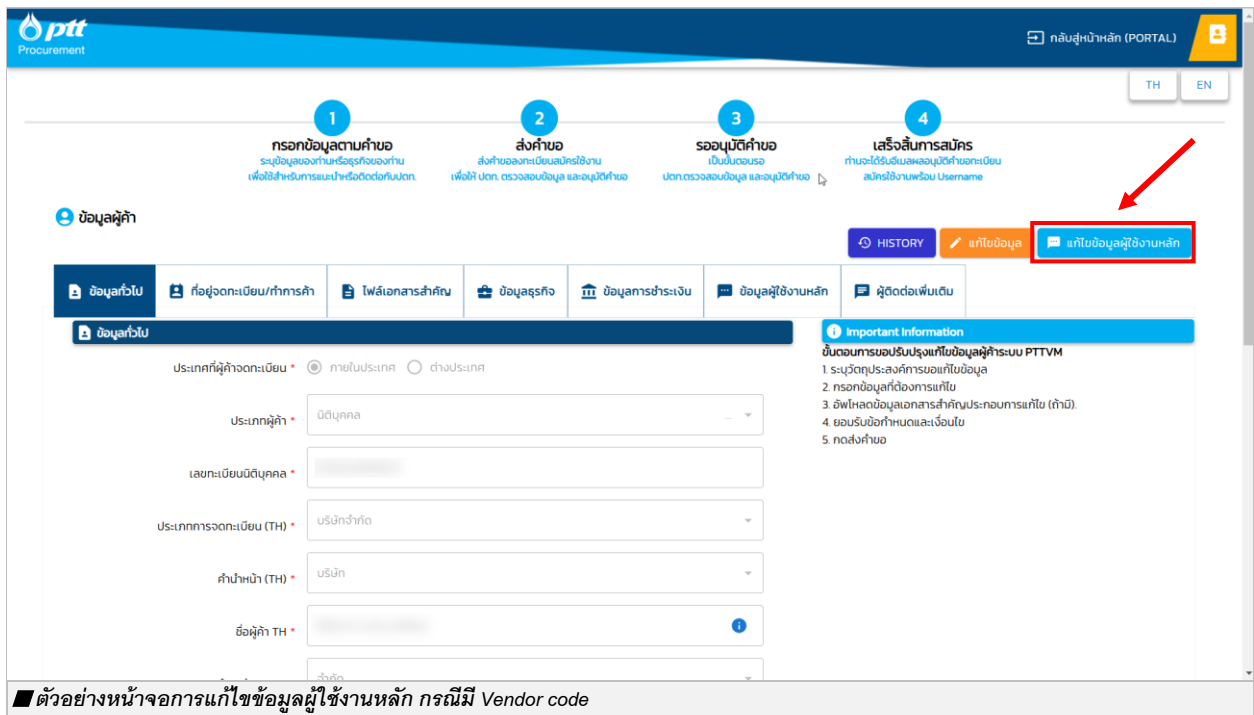 ptt
Procurement
กลับสู่หน้าหลัก (PORTAL)
TH EN
1 2 3 4
กรอกข้อมูลตามคำขอ ส่งคำขอ รออนุมัติคำขอ เสร็จสิ้นการสมัคร
ระบุข้อมูลของท่านหรือธุรกิจของท่าน ส่งคำขอลงทะเบียนสมัครใช้งาน เป็นขั้นตอนรอ ท่านจะได้รับอีเมลผลอนุมัติคำขอทะเบียน
เพื่อใช้สำหรับการแนะนำหรือติดต่อกับปตท. เพื่อให้ ปตท. ตรวจสอบข้อมูล และอนุมัติคำขอ ปตท.ตรวจสอบข้อมูล และอนุมัติคำขอ สมัครใช้งานพร้อม Username
ข้อมูลผู้ค้า
HISTORY แก้ไขข้อมูล แก้ไขข้อมูลผู้ใช้งานหลัก
ข้อมูลทั่วไป ที่อยู่จดทะเบียน/ทำการค้า ไฟล์เอกสารสำคัญ ข้อมูลธุรกิจ ข้อมูลการชำระเงิน ข้อมูลผู้ใช้งานหลัก ผู้ติดต่อเพิ่มเติม
ข้อมูลทั่วไป
ประเทศที่ผู้ค้าจดทะเบียน * ภายในประเทศ ต่างประเทศ
ประเภทผู้ค้า * นิติบุคคล ...
เลขทะเบียนนิติบุคคล *
ประเภทการจดทะเบียน (TH) * บริษัทจำกัด
คำนำหน้า (TH) * บริษัท
ชื่อผู้ค้า TH *
จำกัด
Important Information
ขั้นตอนการขอปรับปรุงแก้ไขข้อมูลผู้ค้าระบบ PTTVM
1. ระบุวัตถุประสงค์การขอแก้ไขข้อมูล
2. กรอกข้อมูลที่ต้องการแก้ไข
3. อัพโหลดข้อมูลเอกสารสำคัญประกอบการแก้ไข (ถ้ามี).
4. ยอมรับข้อกำหนดและเงื่อนไข
5. กดส่งคำขอ
ตัวอย่างหน้าจอการแก้ไขข้อมูลผู้ใช้งานหลัก กรณีมี Vendor code